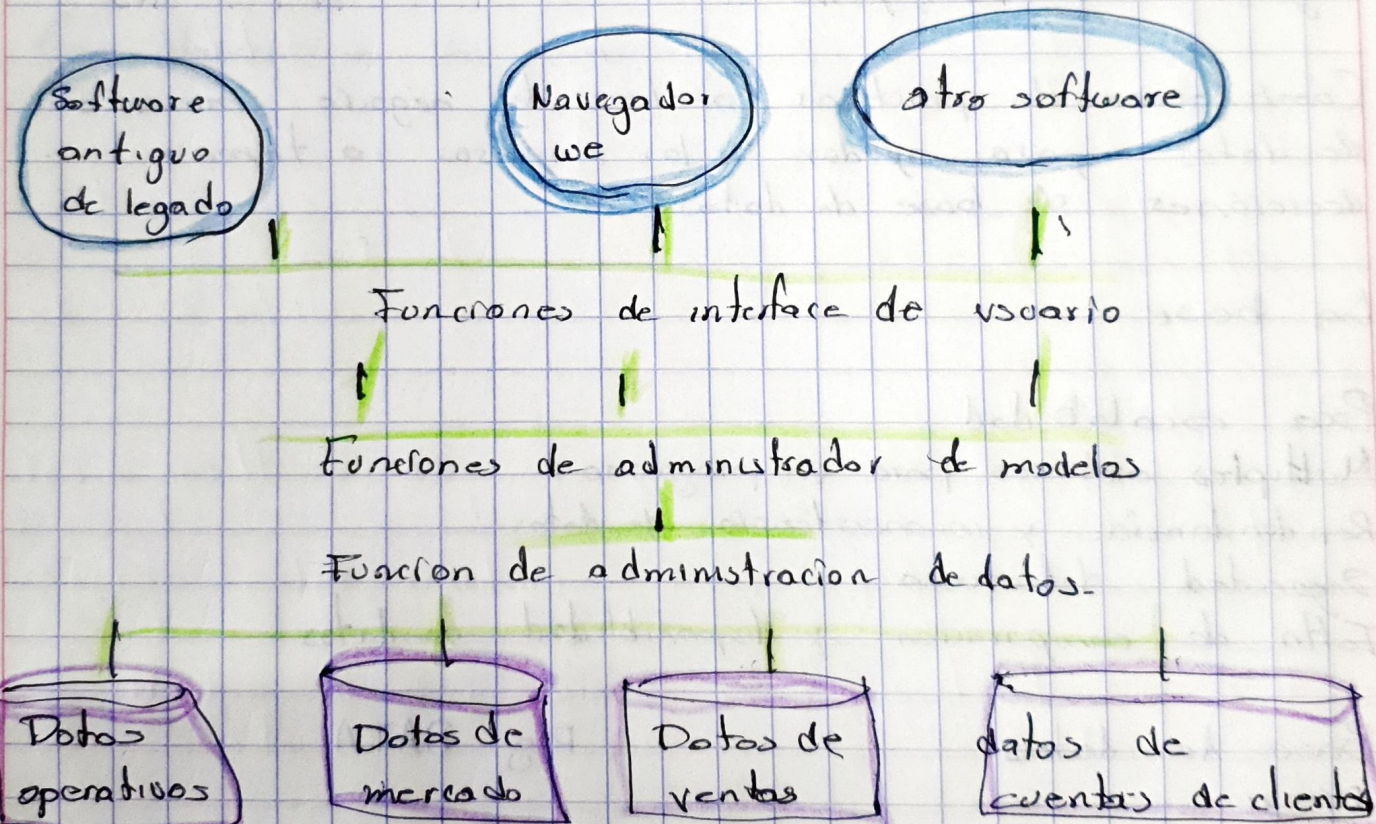 Software
antiguo
de legado
Navegador
we
otro software
Funciones de interface de usuario
Funciones de administrador de modelos
Funcion de administracion de datos.
Datos
operativos
Datos de
mercado
Datos de
ventas
datos de
cuentas de clientes